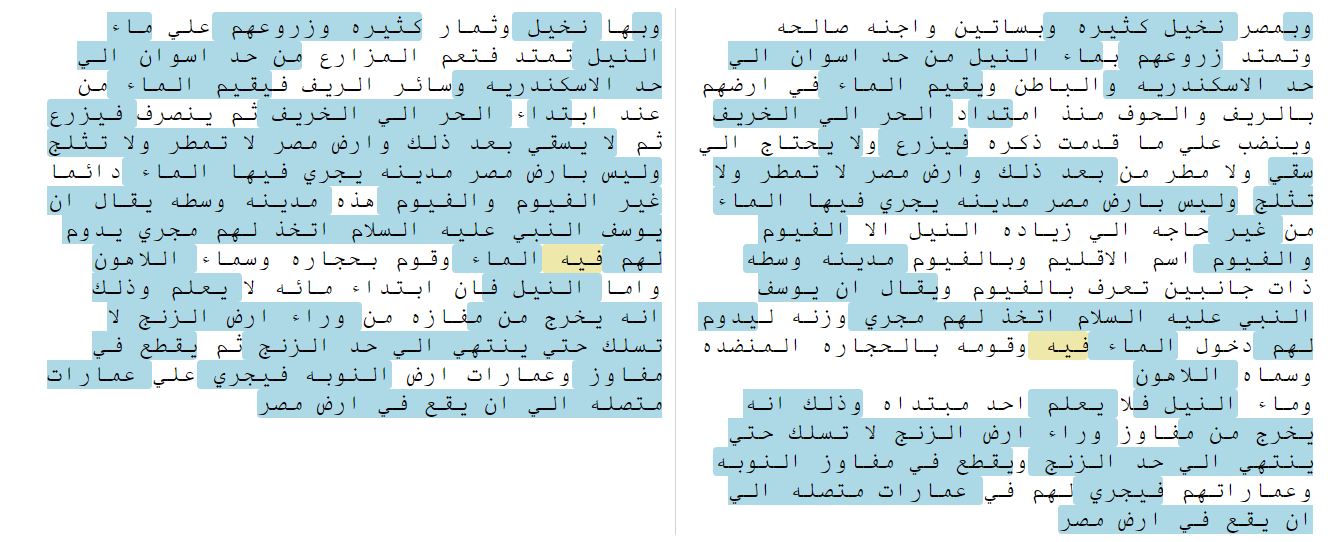 وبمصر نخيل كثيره وبساتين واجنه صالحه
وتمتد زروعهم بماء النيل من حد اسوان الي
حد الاسكندريه والباطن ويقيم الماء في ارضهم
بالريف والحوف منذ امتداد الحر الي الخريف
وينضب علي ما قدمت ذكره فيزرع ولا يحتاج الي
سقي ولا مطر من بعد ذلك وارض مصر لا تمطر ولا
تثلج وليس بارض مصر مدينه يجري فيها الماء
من غير حاجه الي زياده النيل الا الفيوم
والفيوم اسم الاقليم وبالفيوم مدينه وسطه
ذات جانبين تعرف بالفيوم ويقال ان يوسف
النبي عليه السلام اتخذ لهم مجري وزنه ليدوم
لهم دخول الماء فيه وقومه بالحجاره المنضده
وسماه اللاهون
وماء النيل فلا يعلم احد مبتداه وذلك انه
يخرج من مفاوز وراء ارض الزنج لا تسلك حتي
ينتهي الي حد الزنج ويقطع في مفاوز النوبه
وعماراتهم فيجري لهم في عمارات متصله الي
ان يقع في ارض مصر
وبها نخيل وثمار كثيره وزروعهم علي ماء
النيل تمتد فتعم المزارع من حد اسوان الي
حد الاسكندريه وسائر الريف فيقيم الماء من
عند ابتداء الحر الي الخريف ثم ينصرف فيزرع
ثم لا يسقي بعد ذلك وارض مصر لا تمطر ولا تثلج
وليس بارض مصر مدينه يجري فيها الماء دائما
غير الفيوم والفيوم هذه مدينه وسطه يقال ان
يوسف النبي عليه السلام اتخذ لهم مجري يدوم
لهم فيه الماء وقوم بحجاره وسماء اللاهون
واما النيل فان ابتداء مائه لا يعلم وذلك
انه يخرج من مفازه من وراء ارض الزنج لا
تسلك حتي ينتهي الي حد الزنج ثم يقطع في
مفاوز وعمارات ارض النوبه فيجري علي عمارات
متصله الي ان يقع في ارض مصر